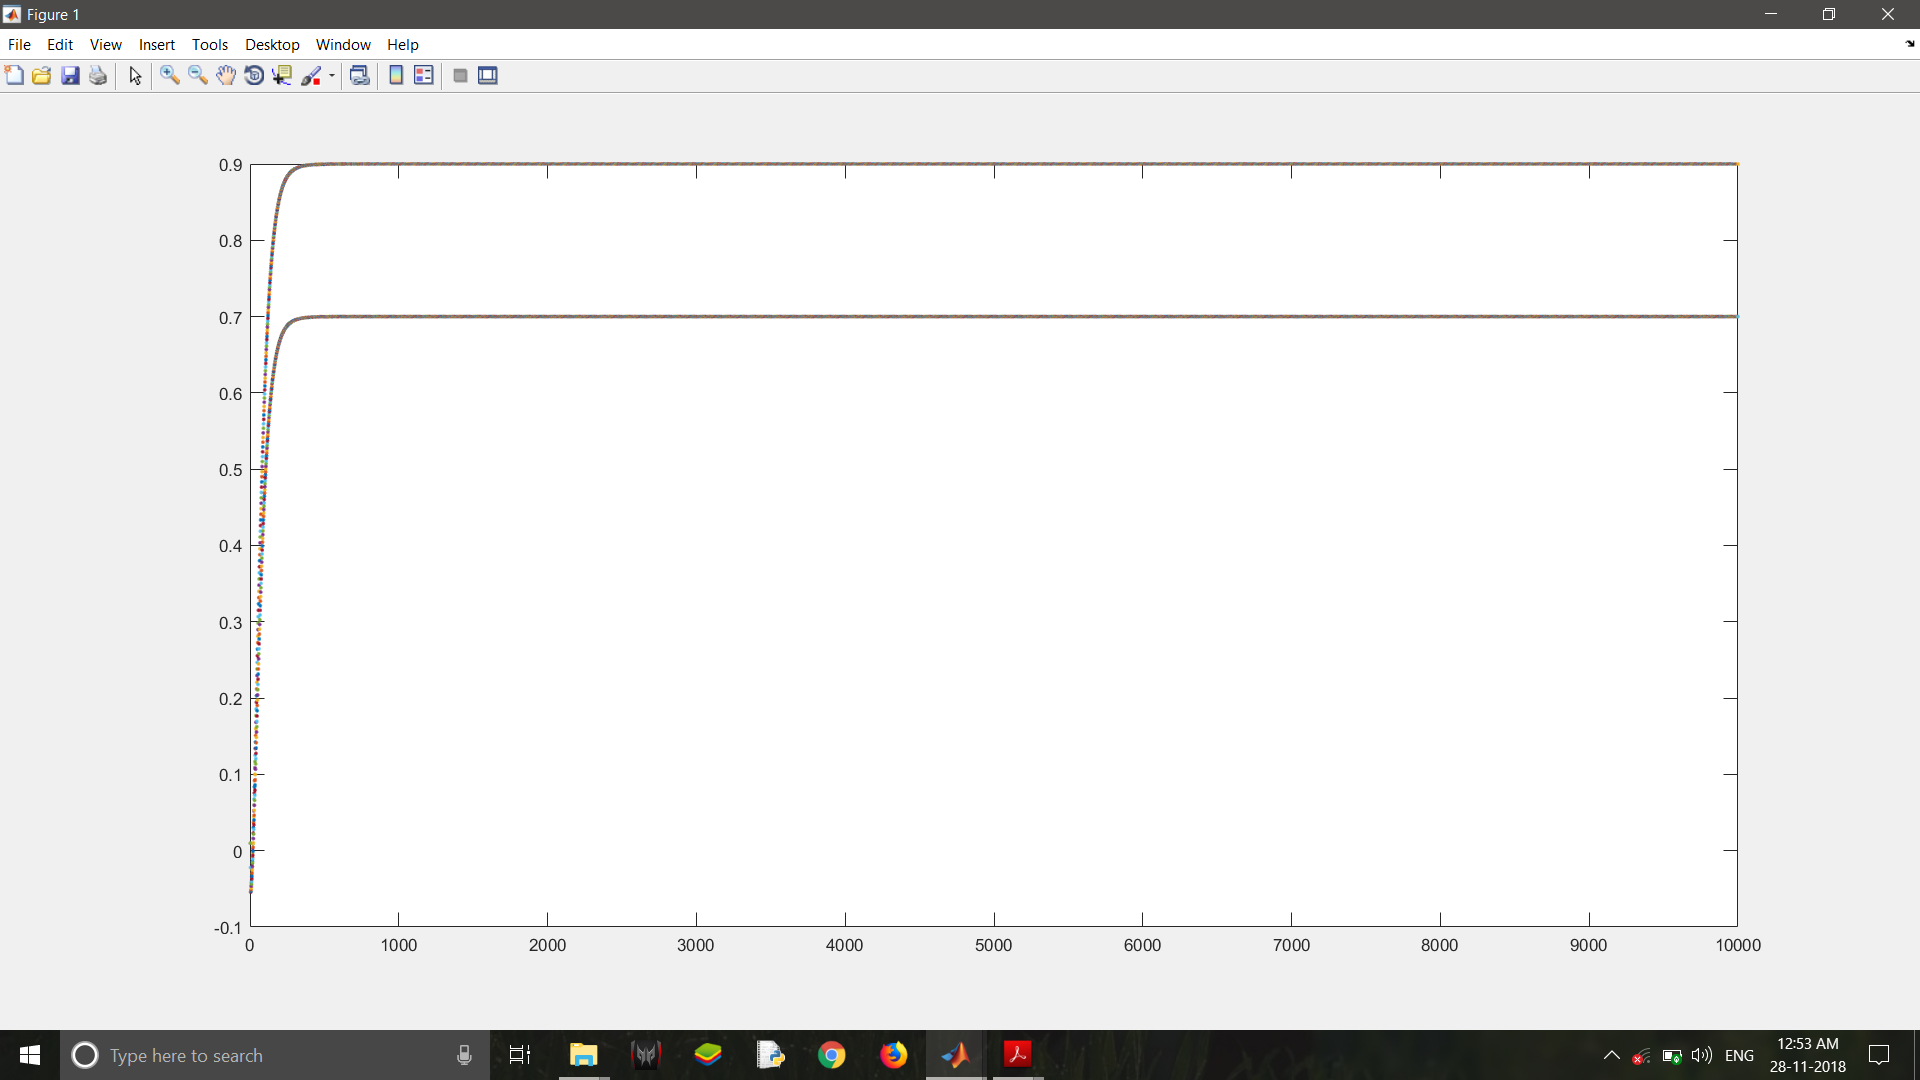 Figure 1
File Edit View Insert Tools Desktop Window Help
0.9
0.8
0.7
0.6
0.5
0.4
0.3
0.2
0.1
0
-0.1
0 1000 2000 3000 4000 5000 6000 7000 8000 9000 10000
Type here to search
ENG
12:53 AM
28-11-2018